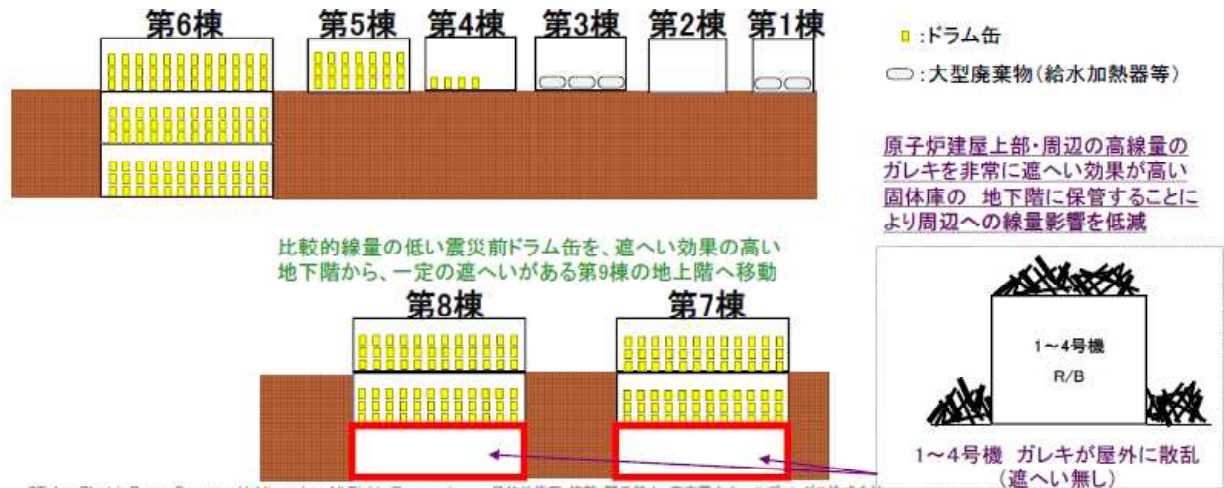 第6棟 第5棟 第4棟 第3棟 第2棟 第1棟
:ドラム缶
:大型廃棄物(給水加熱器等)
原子炉建屋上部・周辺の高線量の
ガレキを非常に遮へい効果が高い
固体庫の 地下階に保管することに
より周辺への線量影響を低減
比較的線量の低い震災前ドラム缶を、遮へい効果の高い
地下階から、一定の遮へいがある第9棟の地上階へ移動
第8棟 第7棟
1~4号機
R/B
1~4号機 ガレキが屋外に散乱
(遮へい無し)